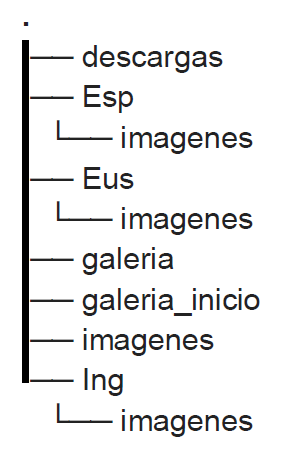 .
descargas
Esp
imagenes
Eus
imagenes
galeria
galeria_inicio
imagenes
Ing
imagenes